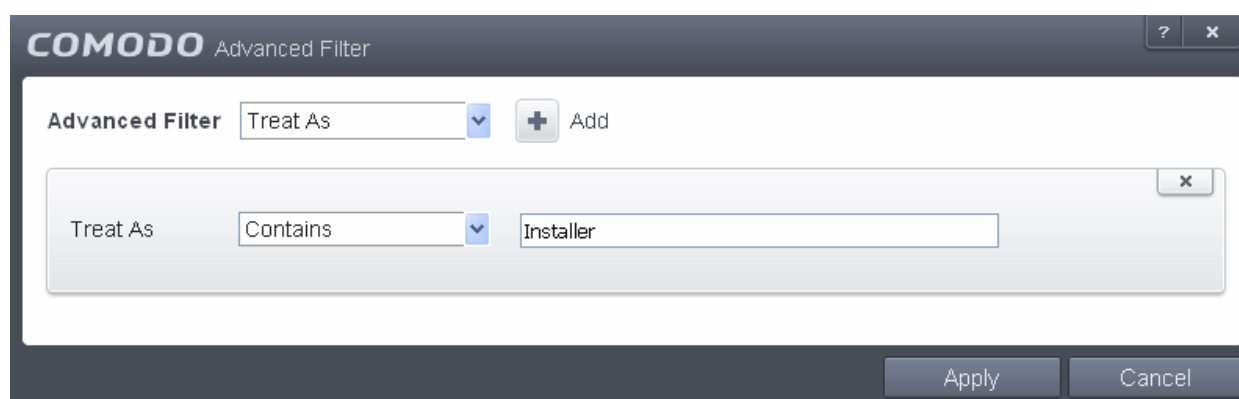 COMODO Advanced Filter ? x
Advanced Filter Treat As + Add
x
Treat As Contains Installer
Apply Cancel